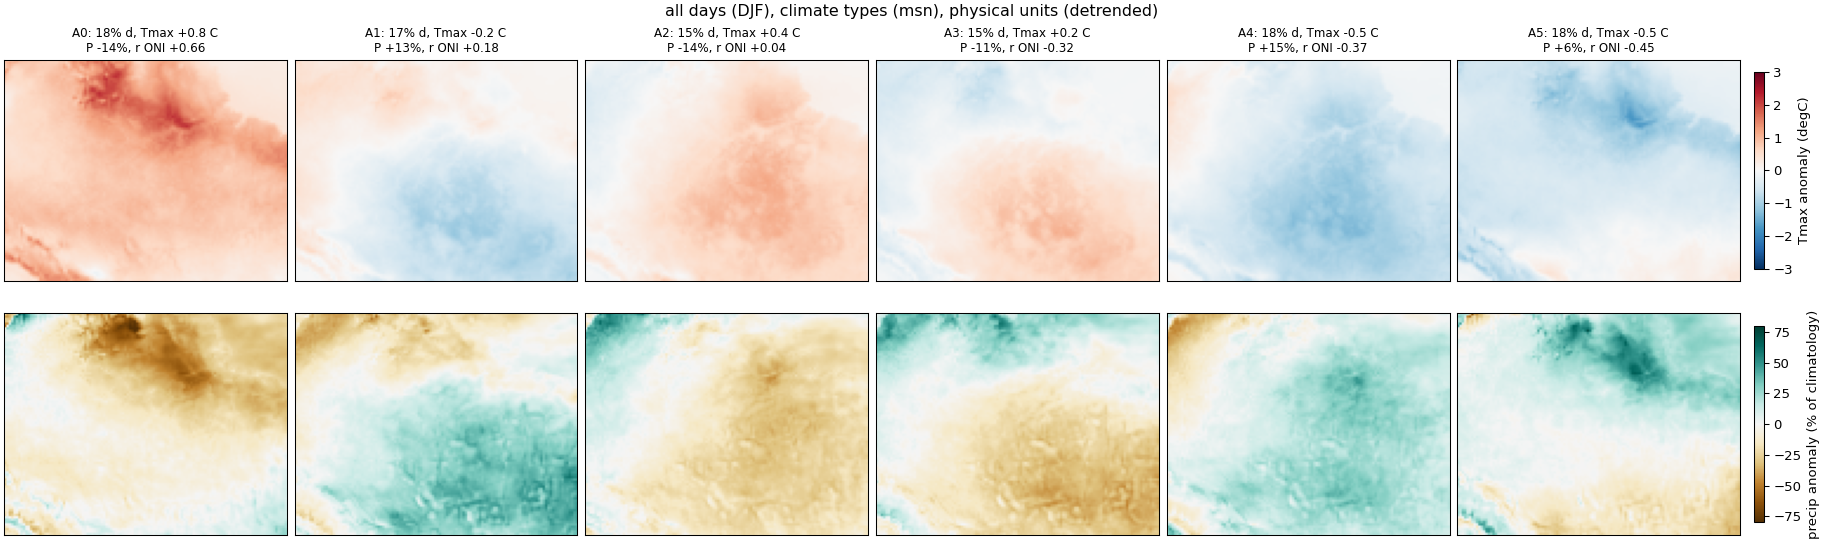 all days (DJF), climate types (msn), physical units (detrended)
A0: 18% d, Tmax +0.8 C
P -14%, r ONI +0.66
A1: 17% d, Tmax -0.2 C
P +13%, r ONI +0.18
A2: 15% d, Tmax +0.4 C
P -14%, r ONI +0.04
A3: 15% d, Tmax +0.2 C
P -11%, r ONI -0.32
A4: 18% d, Tmax -0.5 C
P +15%, r ONI -0.37
A5: 18% d, Tmax -0.5 C
P +6%, r ONI -0.45
3
2
1
0
−1
−2
−3
Tmax anomaly (degC)
75
50
25
0
−25
−50
−75
precip anomaly (% of climatology)